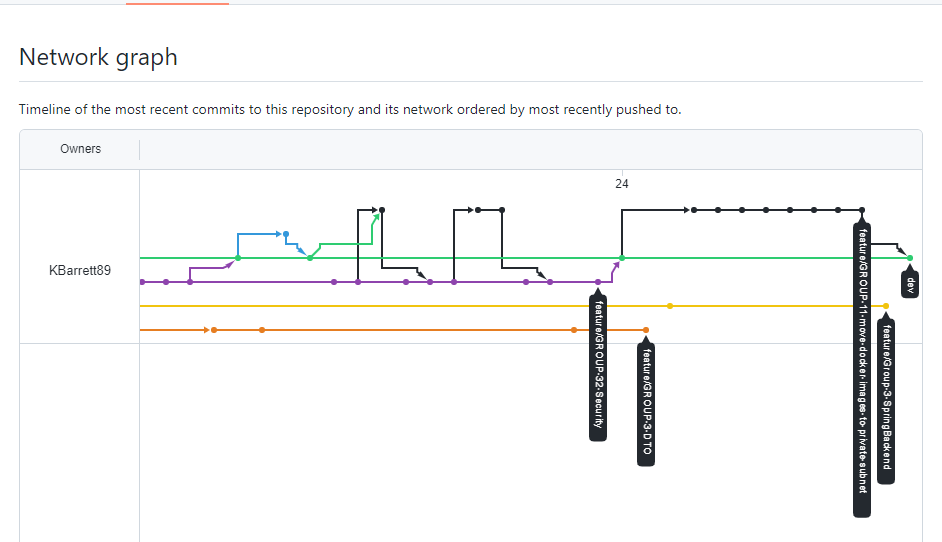 Network graph
Timeline of the most recent commits to this repository and its network ordered by most recently pushed to.
Owners
24
KBarrett89
feature/GROUP-32-Security
feature/GROUP-3-DTO
feature/GROUP-11-move-docker-images-to-private-subnet
feature/Group-3-SpringBackend
dev